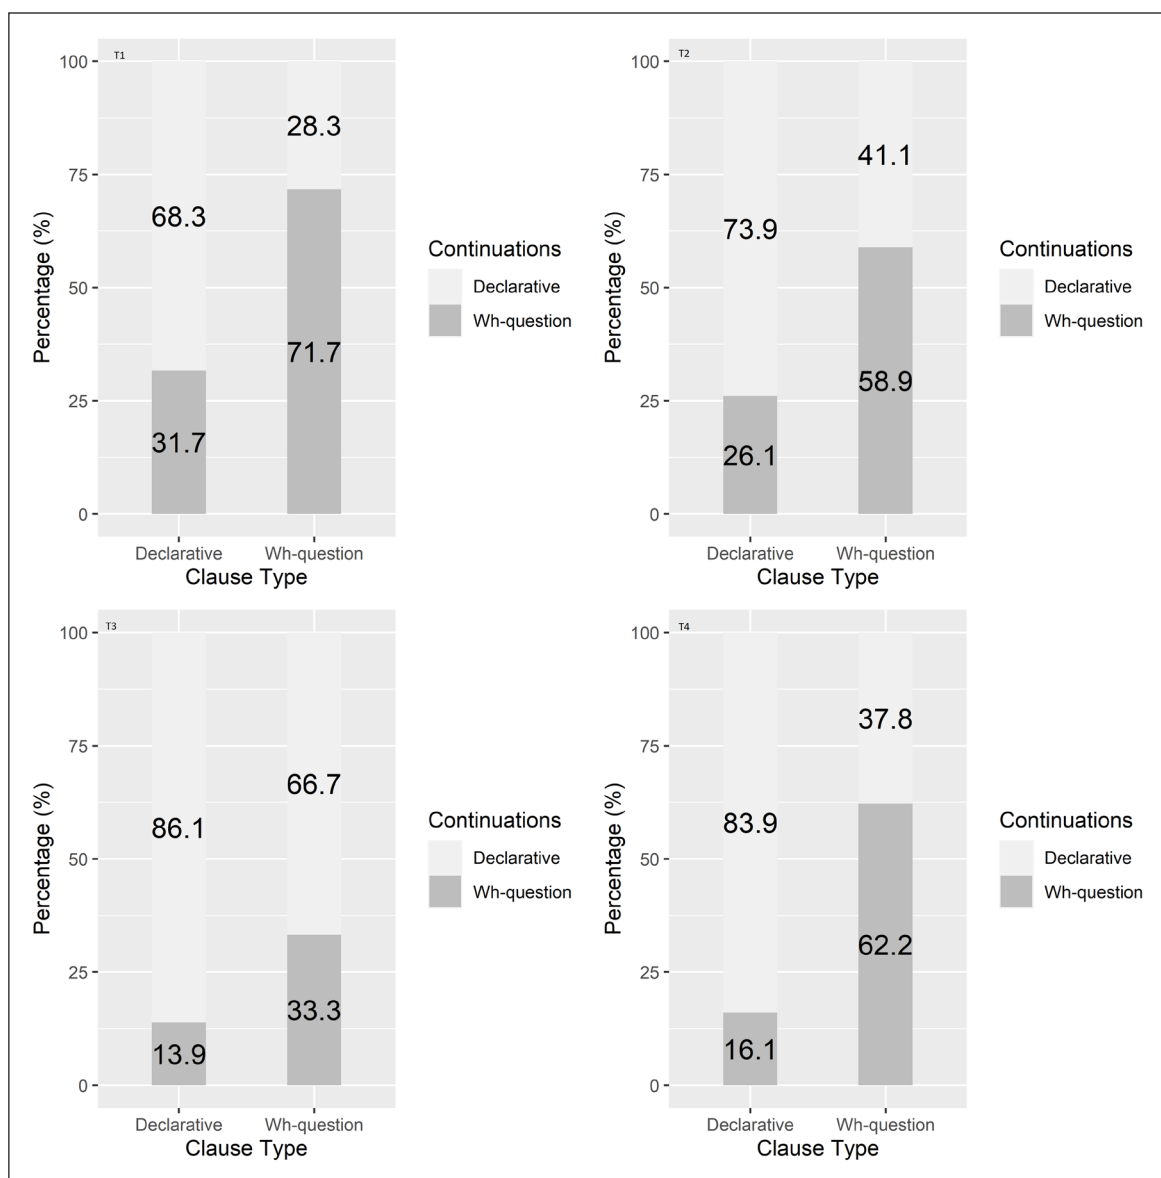 T1
100
75
50
25
0
Percentage (%)
68.3
31.7
28.3
71.7
Declarative Wh-question
Clause Type
Continuations
Declarative
Wh-question
T2
100
75
50
25
0
Percentage (%)
73.9
26.1
41.1
58.9
Declarative Wh-question
Clause Type
Continuations
Declarative
Wh-question
T3
100
75
50
25
0
Percentage (%)
86.1
13.9
66.7
33.3
Declarative Wh-question
Clause Type
Continuations
Declarative
Wh-question
T4
100
75
50
25
0
Percentage (%)
83.9
16.1
37.8
62.2
Declarative Wh-question
Clause Type
Continuations
Declarative
Wh-question